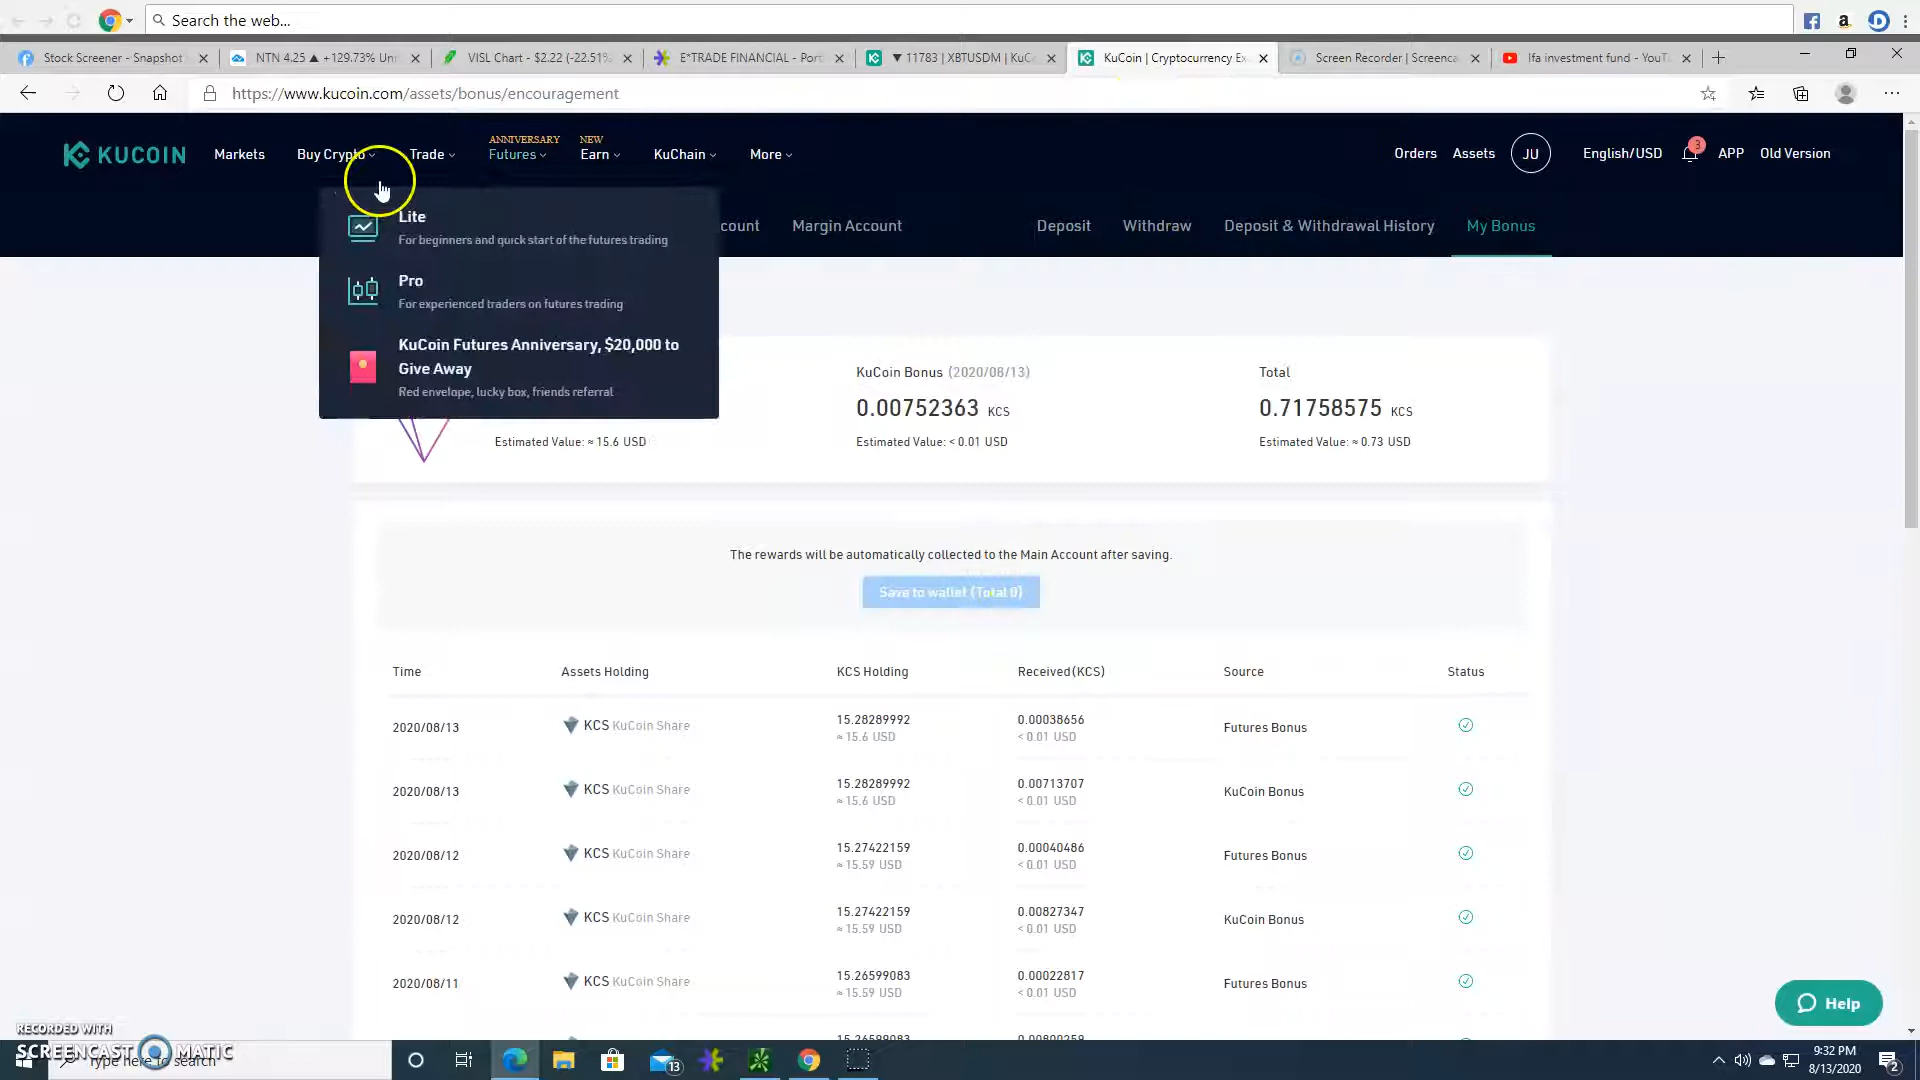 Search the web...
Stock Screener - Snapshot
NTN 4.25 ▲ +129.73% Un
VISL Chart - $2.22 (-22.51%
E*TRADE FINANCIAL - Port
▼ 11783 | XBTUSDM | KuC
KuCoin | Cryptocurrency Ex
Screen Recorder | Screenca
lfa investment fund - YouT
https://www.kucoin.com/assets/bonus/encouragement
KUCOIN
Markets
Buy Crypto
Trade
ANNIVERSARY
Futures
NEW
Earn
KuChain
More
Orders
Assets
JU
English/USD
3
APP
Old Version
Lite
For beginners and quick start of the futures trading
Pro
For experienced traders on futures trading
KuCoin Futures Anniversary, $20,000 to
Give Away
Red envelope, lucky box, friends referral
count
Margin Account
Deposit
Withdraw
Deposit & Withdrawal History
My Bonus
Estimated Value: ≈ 15.6 USD
KuCoin Bonus (2020/08/13)
0.00752363 KCS
Estimated Value: < 0.01 USD
Total
0.71758575 KCS
Estimated Value: ≈ 0.73 USD
The rewards will be automatically collected to the Main Account after saving.
Save to wallet (Total 0)
Time Assets Holding KCS Holding Received(KCS) Source Status
2020/08/13 KCS KuCoin Share 15.28289992 0.00038656 Futures Bonus
≈ 15.6 USD < 0.01 USD
2020/08/13 KCS KuCoin Share 15.28289992 0.00713707 KuCoin Bonus
≈ 15.6 USD < 0.01 USD
2020/08/12 KCS KuCoin Share 15.27422159 0.00040486 Futures Bonus
≈ 15.59 USD < 0.01 USD
2020/08/12 KCS KuCoin Share 15.27422159 0.00827347 KuCoin Bonus
≈ 15.59 USD < 0.01 USD
2020/08/11 KCS KuCoin Share 15.26599083 0.00022817 Futures Bonus
≈ 15.59 USD < 0.01 USD
15.26599083 0.00800259
Help
RECORDED WITH
SCREENCAST MATIC
Type here to search
13
9:32 PM
8/13/2020
2